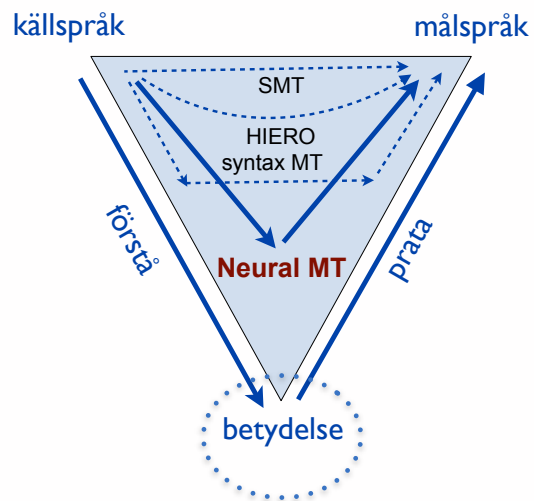 källspråk
målspråk
SMT
HIERO
syntax MT
förstå
prata
Neural MT
betydelse